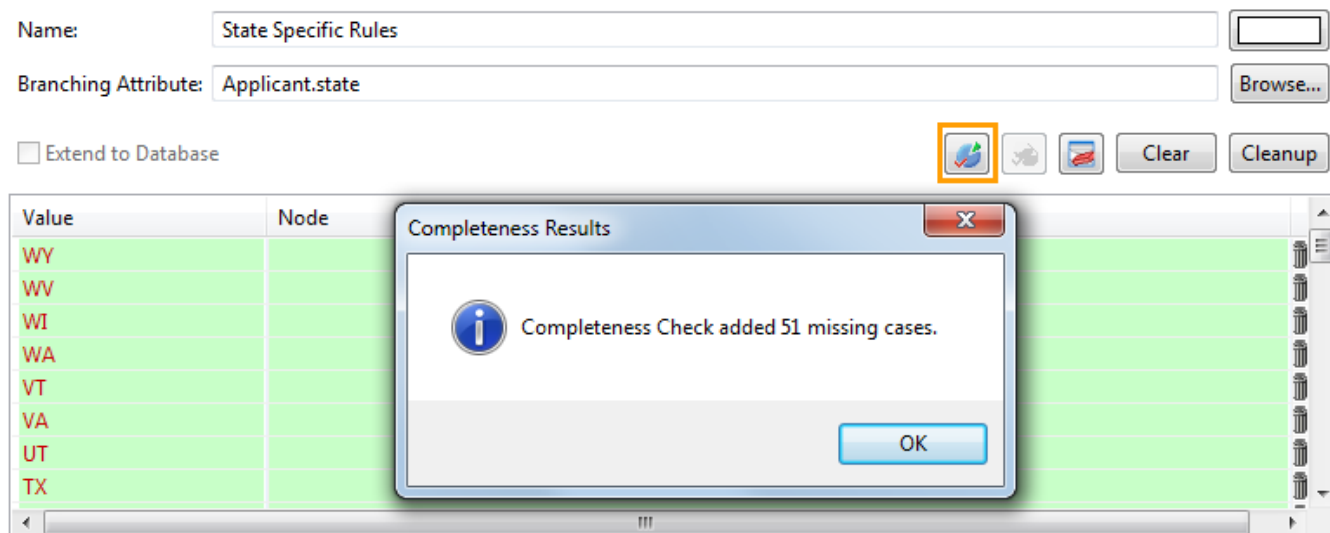 Name: State Specific Rules
Branching Attribute: Applicant.state Browse...
Extend to Database Clear Cleanup
Value Node
Completeness Results
WY
WV
WI
Completeness Check added 51 missing cases.
WA
VT
VA
UT
OK
TX